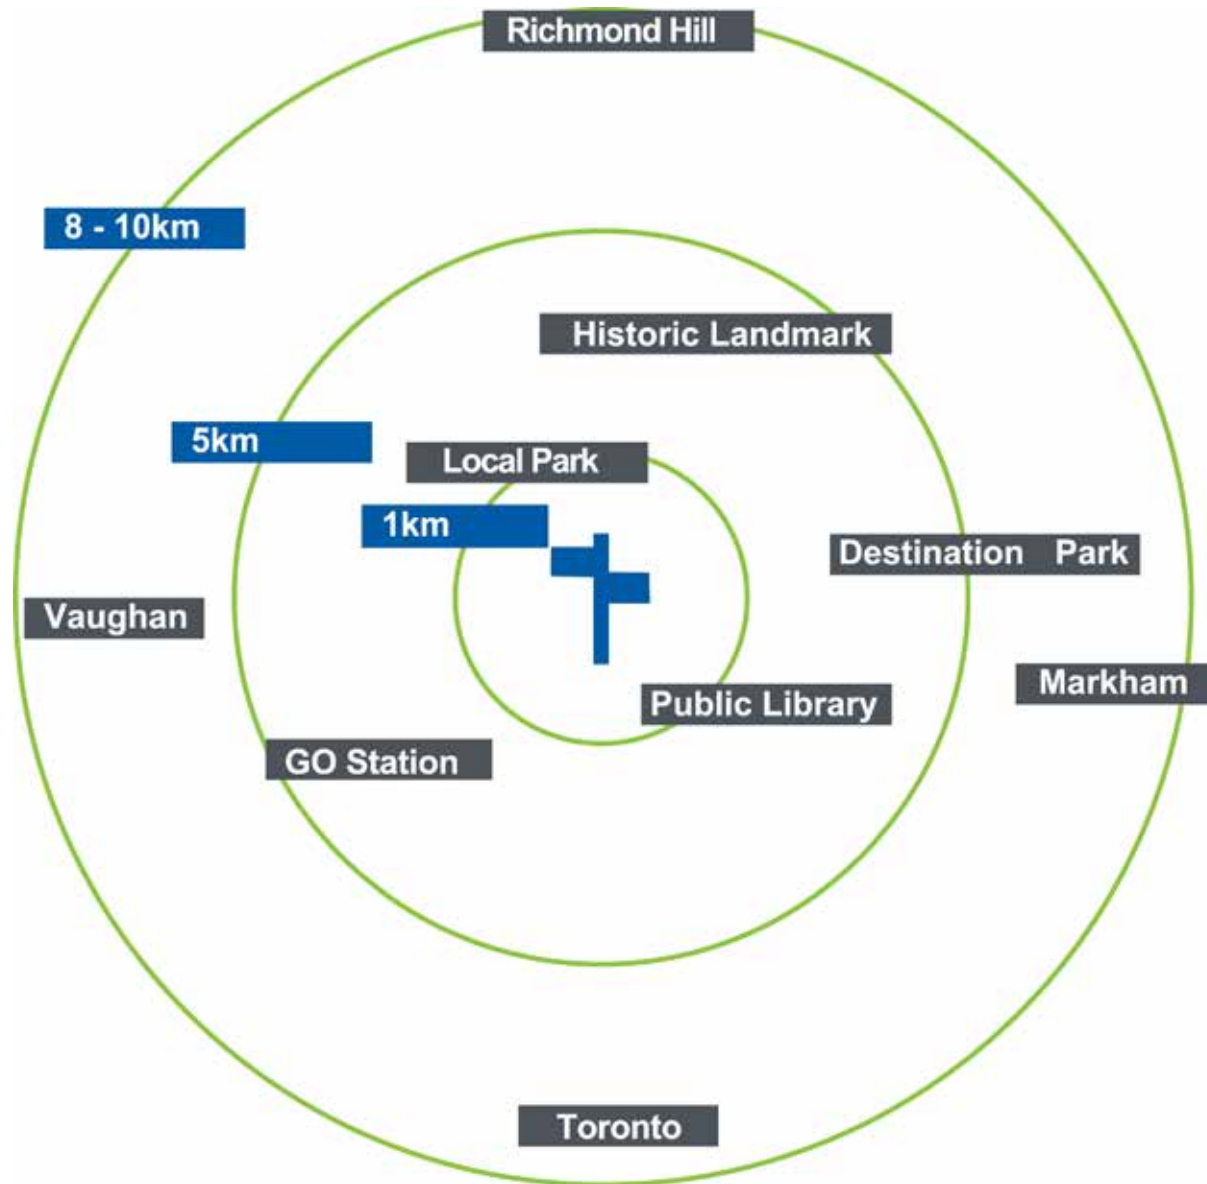 Richmond Hill
8 - 10km
Historic Landmark
5km
Local Park
1km
Destination Park
Vaughan
Markham
Public Library
GO Station
Toronto